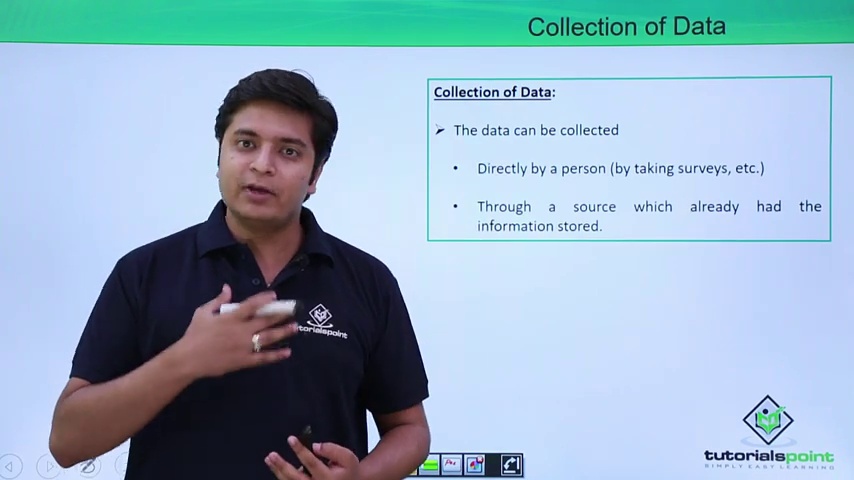 Collection of Data
Collection of Data:
➢ The data can be collected
• Directly by a person (by taking surveys, etc.)
• Through a source which already had the
information stored.
tutorialspoint
tutorialspoint
SIMPLY EASY LEARNING